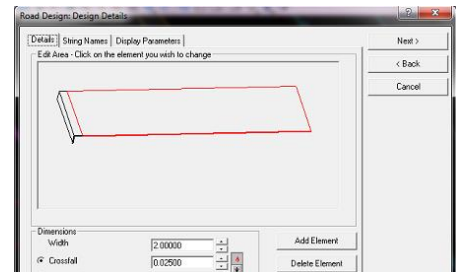 Road Design: Design Details
Details String Names Display Parameters
Edit Area - Click on the element you wish to change
Next >
< Back
Cancel
Dimensions
Width 2.00000
Crossfall 0.02500
Add Element
Delete Element